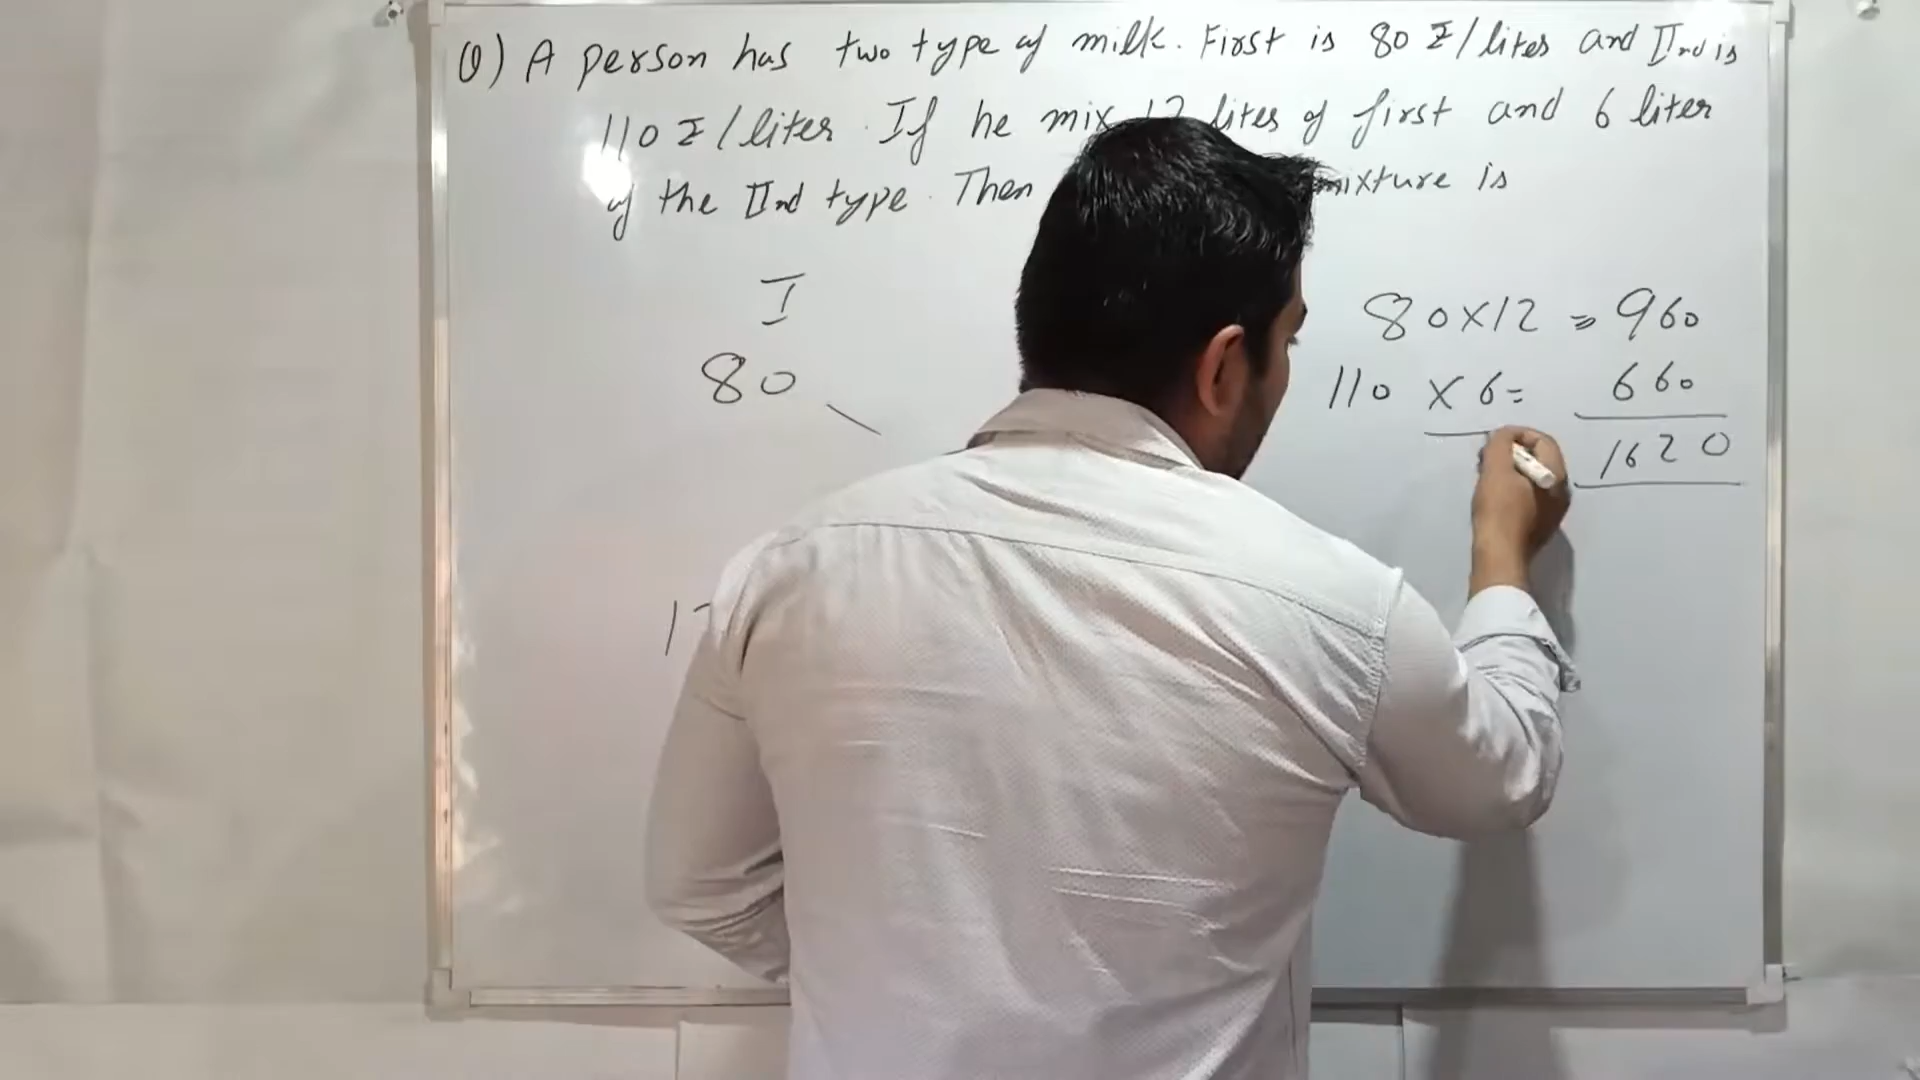 Q) A person has two type of milk. First is 80 ₹/liter and IInd is
110 ₹/liter. If he mix 12 liter of first and 6 liter
of the IInd type. Then mixture is
I
80
80 X 12 = 960
110 X 6 = 660
1620